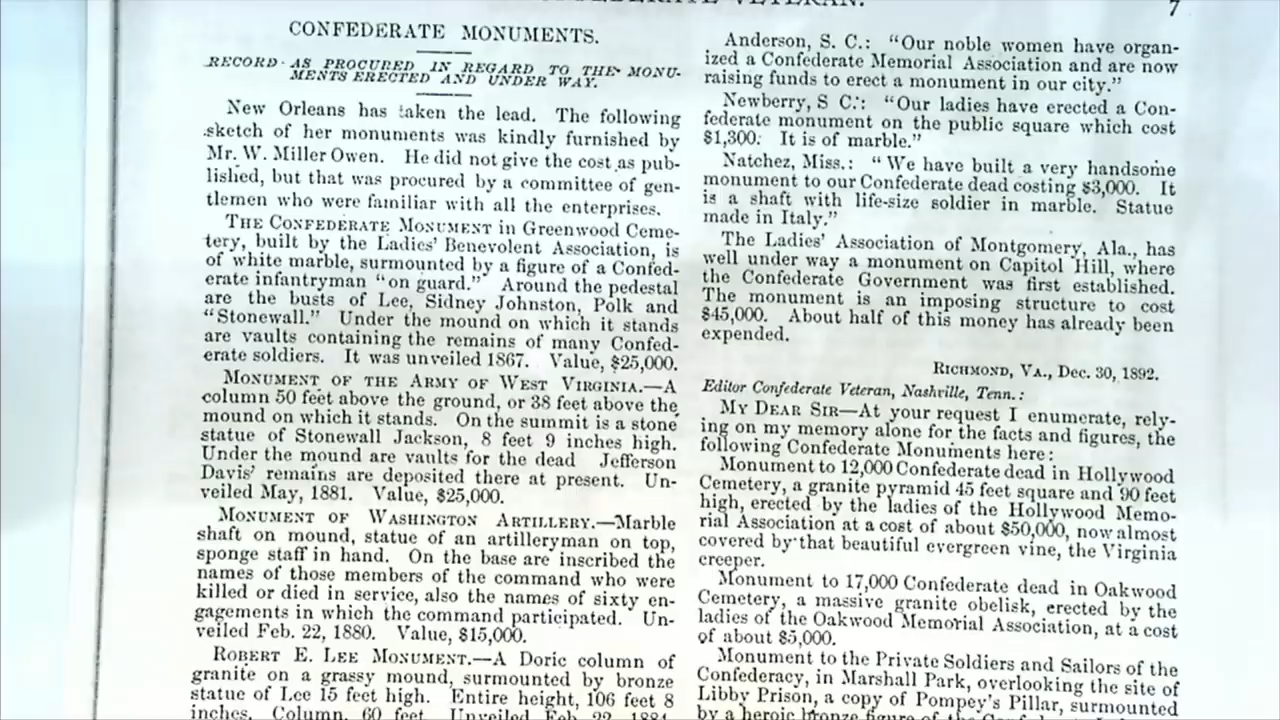 VETERAN.
7
CONFEDERATE MONUMENTS.
RECORD AS PROCURED IN REGARD TO THE MONU-
MENTS ERECTED AND UNDER WAY.
New Orleans has taken the lead. The following
sketch of her monuments was kindly furnished by
Mr. W. Miller Owen. He did not give the cost as pub-
lished, but that was procured by a committee of gen-
tlemen who were familiar with all the enterprises.
THE CONFEDERATE MONUMENT in Greenwood Ceme-
tery, built by the Ladies' Benevolent Association, is
of white marble, surmounted by a figure of a Confed-
erate infantryman "on guard." Around the pedestal
are the busts of Lee, Sidney Johnston, Polk and
"Stonewall." Under the mound on which it stands
are vaults containing the remains of many Confed-
erate soldiers. It was unveiled 1867. Value, $25,000.
MONUMENT OF THE ARMY OF WEST VIRGINIA.—A
column 50 feet above the ground, or 38 feet above the
mound on which it stands. On the summit is a stone
statue of Stonewall Jackson, 8 feet 9 inches high.
Under the mound are vaults for the dead Jefferson
Davis' remains are deposited there at present. Un-
veiled May, 1881. Value, $25,000.
MONUMENT OF WASHINGTON ARTILLERY.—Marble
shaft on mound, statue of an artilleryman on top,
sponge staff in hand. On the base are inscribed the
names of those members of the command who were
killed or died in service, also the names of sixty en-
gagements in which the command participated. Un-
veiled Feb. 22, 1880. Value, $15,000.
ROBERT E. LEE MONUMENT.—A Doric column of
granite on a grassy mound, surmounted by bronze
statue of Lee 15 feet high. Entire height, 106 feet 8
inches. Column, 60 feet. Unveiled Feb. 22, 1884.
Anderson, S. C.: "Our noble women have organ-
ized a Confederate Memorial Association and are now
raising funds to erect a monument in our city."
Newberry, S C.: "Our ladies have erected a Con-
federate monument on the public square which cost
$1,300. It is of marble."
Natchez, Miss.: "We have built a very handsome
monument to our Confederate dead costing $3,000. It
is a shaft with life-size soldier in marble. Statue
made in Italy."
The Ladies' Association of Montgomery, Ala., has
well under way a monument on Capitol Hill, where
the Confederate Government was first established.
The monument is an imposing structure to cost
$45,000. About half of this money has already been
expended.
RICHMOND, VA., Dec. 30, 1892.
Editor Confederate Veteran, Nashville, Tenn.:
MY DEAR SIR—At your request I enumerate, rely-
ing on my memory alone for the facts and figures, the
following Confederate Monuments here:
Monument to 12,000 Confederate dead in Hollywood
Cemetery, a granite pyramid 45 feet square and 90 feet
high, erected by the ladies of the Hollywood Memo-
rial Association at a cost of about $50,000, now almost
covered by that beautiful evergreen vine, the Virginia
creeper.
Monument to 17,000 Confederate dead in Oakwood
Cemetery, a massive granite obelisk, erected by the
ladies of the Oakwood Memorial Association, at a cost
of about $5,000.
Monument to the Private Soldiers and Sailors of the
Confederacy, in Marshall Park, overlooking the site of
Libby Prison, a copy of Pompey's Pillar, surmounted
by a heroic bronze figure of the